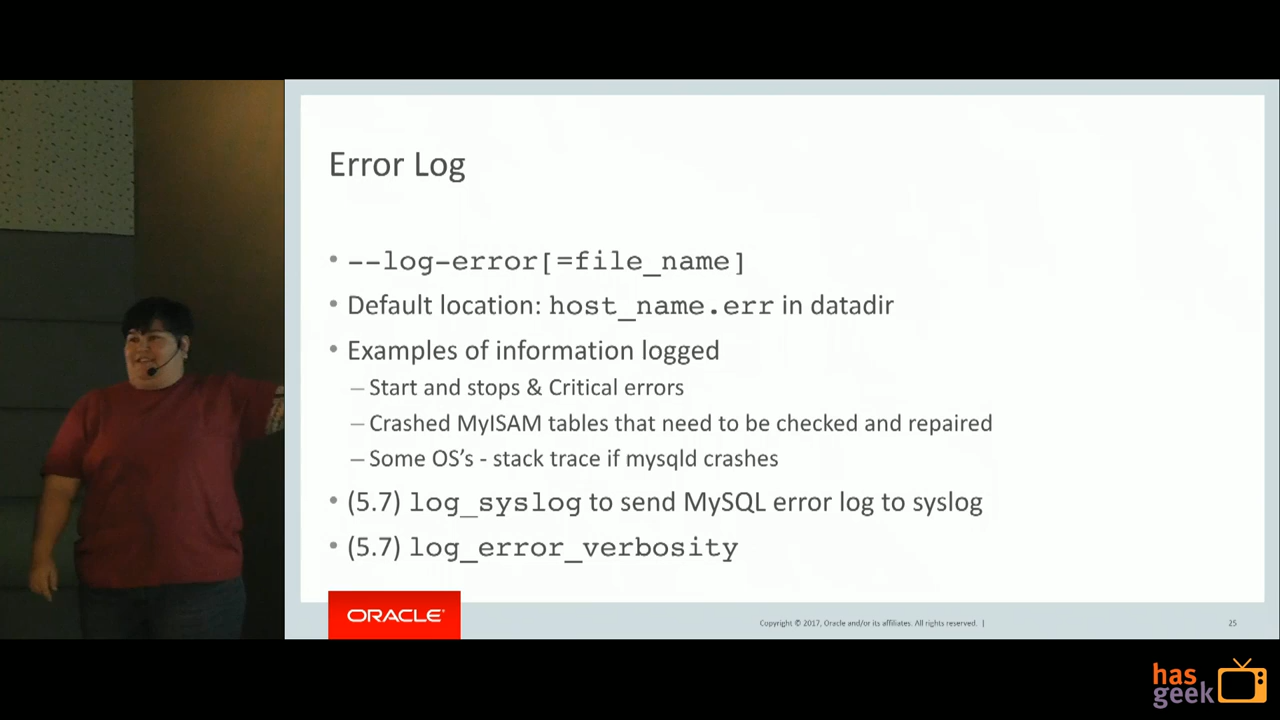 Error Log
• --log-error[=file_name]
• Default location: host_name.err in datadir
• Examples of information logged
– Start and stops & Critical errors
– Crashed MyISAM tables that need to be checked and repaired
– Some OS's - stack trace if mysqld crashes
• (5.7) log_syslog to send MySQL error log to syslog
• (5.7) log_error_verbosity
ORACLE
Copyright © 2017, Oracle and/or its affiliates. All rights reserved. |
25
has
geek